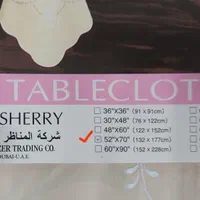 TABLECLOT
SHERRY
36"X36" (91 x 91cm)
30"X48" (76 x 122cm)
48"X60" (122 x 152cm)
52"X70" (132 x 177cm)
60"X90" (152 x 228cm)
شركة المناظر
ZER TRADING CO.
DUBAI U.A.E.